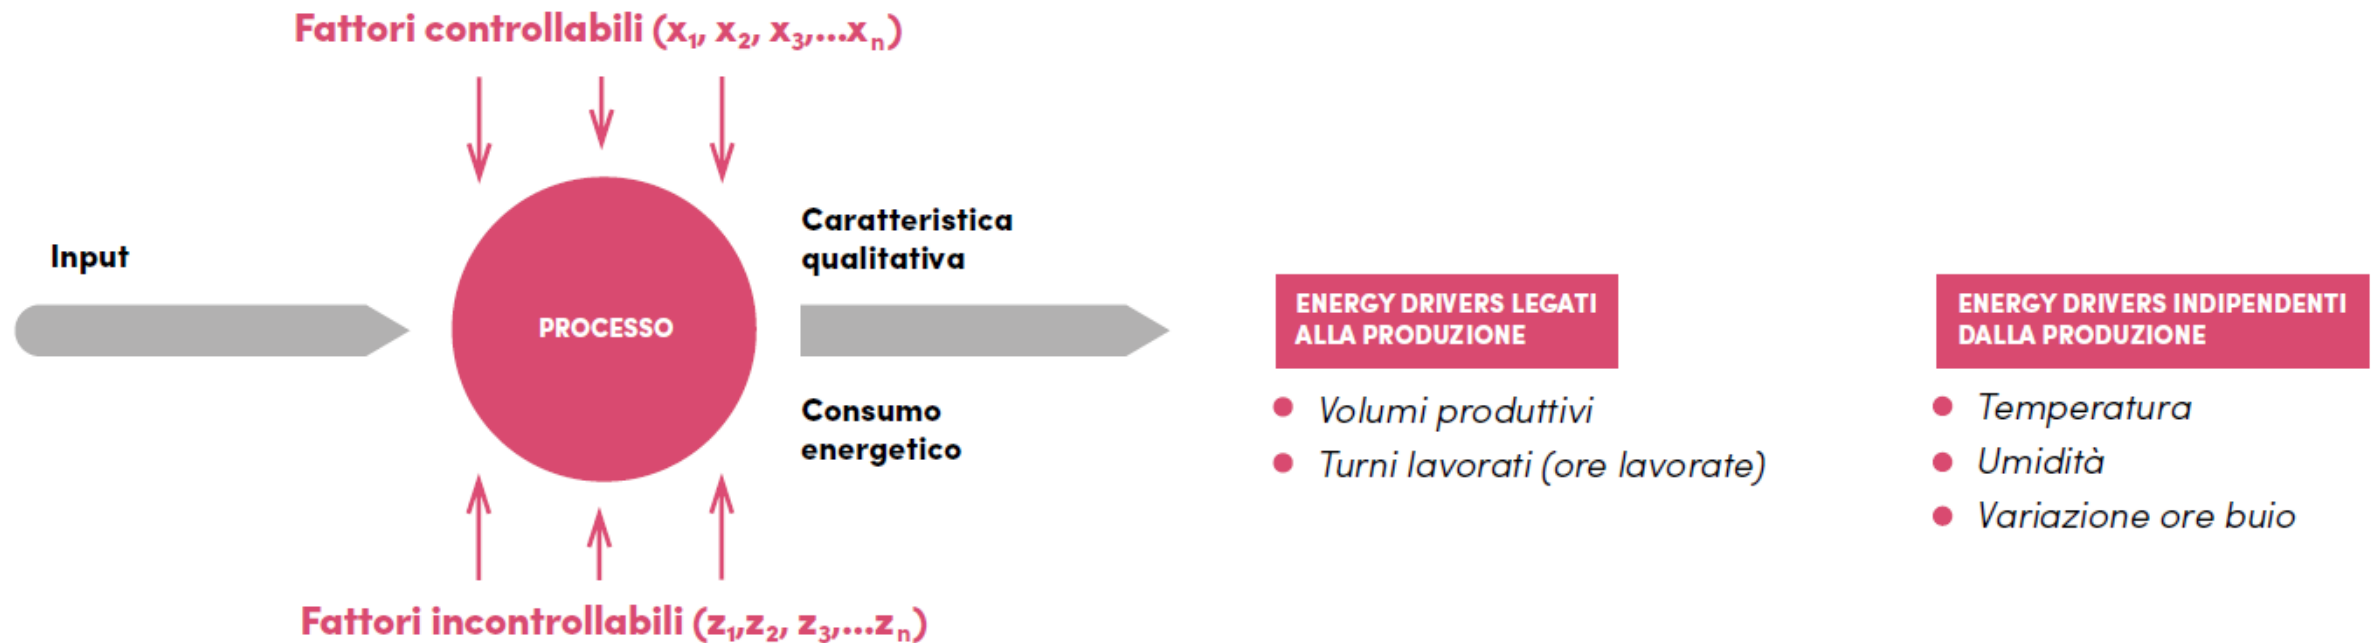 Fattori controllabili (x₁, x₂, x₃,...xₙ)
Input
PROCESSO
Caratteristica
qualitativa
Consumo
energetico
Fattori incontrollabili (z₁,z₂, z₃,...zₙ)
ENERGY DRIVERS LEGATI
ALLA PRODUZIONE
Volumi produttivi
Turni lavorati (ore lavorate)
ENERGY DRIVERS INDIPENDENTI
DALLA PRODUZIONE
Temperatura
Umidità
Variazione ore buio